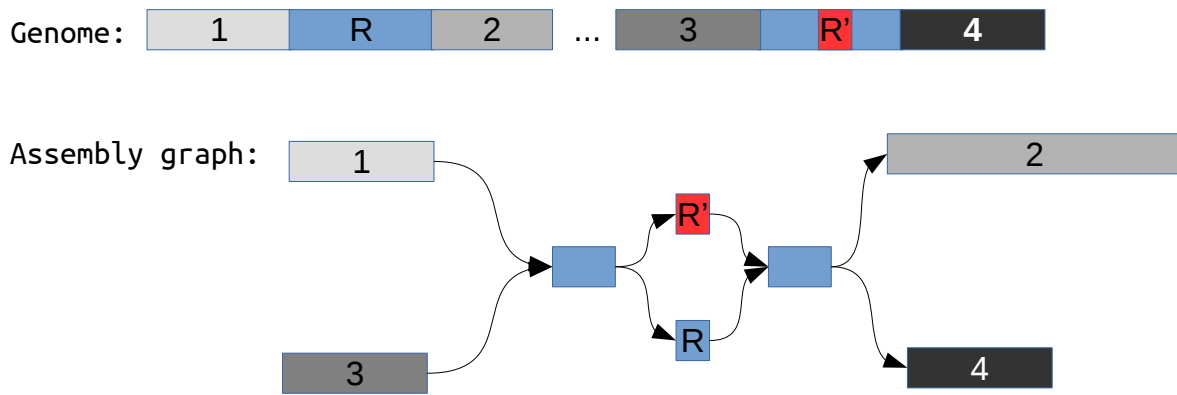 Genome: 1 R 2 ... 3 R’ 4
Assembly graph: 1 2
R’
R
3 4